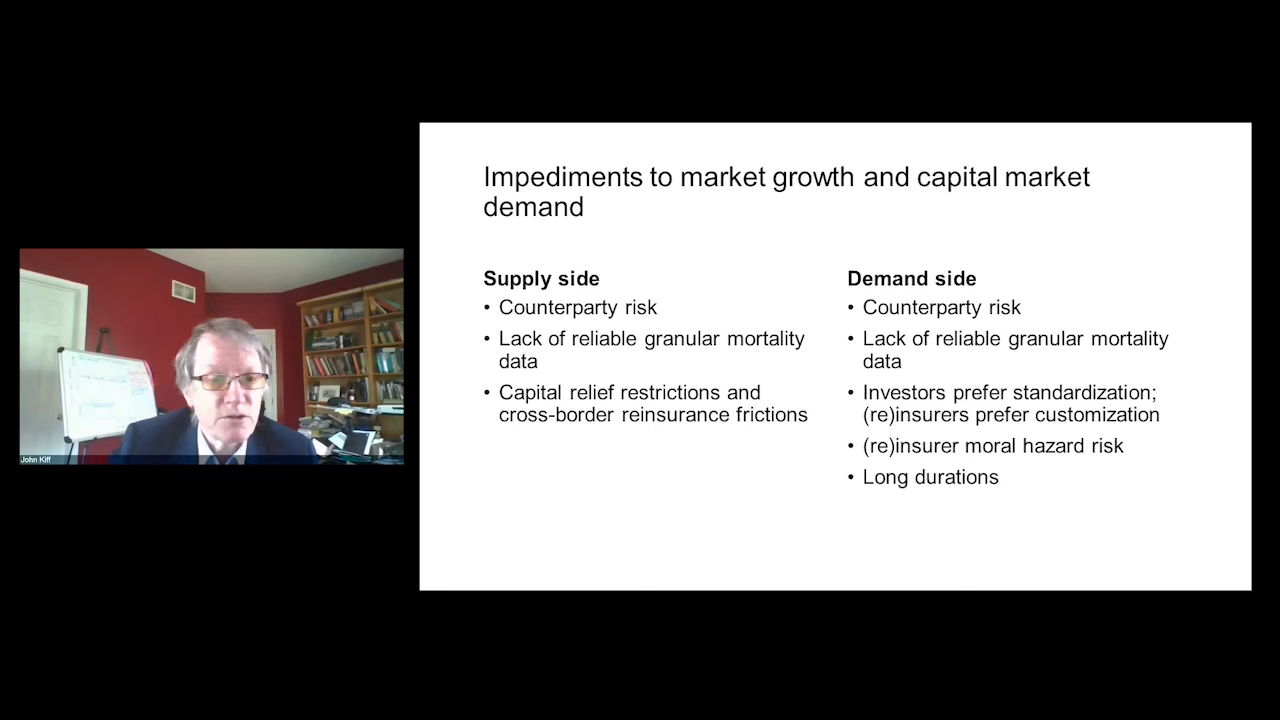 Impediments to market growth and capital market
demand
Supply side
• Counterparty risk
• Lack of reliable granular mortality
data
• Capital relief restrictions and
cross-border reinsurance frictions
Demand side
• Counterparty risk
• Lack of reliable granular mortality
data
• Investors prefer standardization;
(re)insurers prefer customization
• (re)insurer moral hazard risk
• Long durations
John Kiff